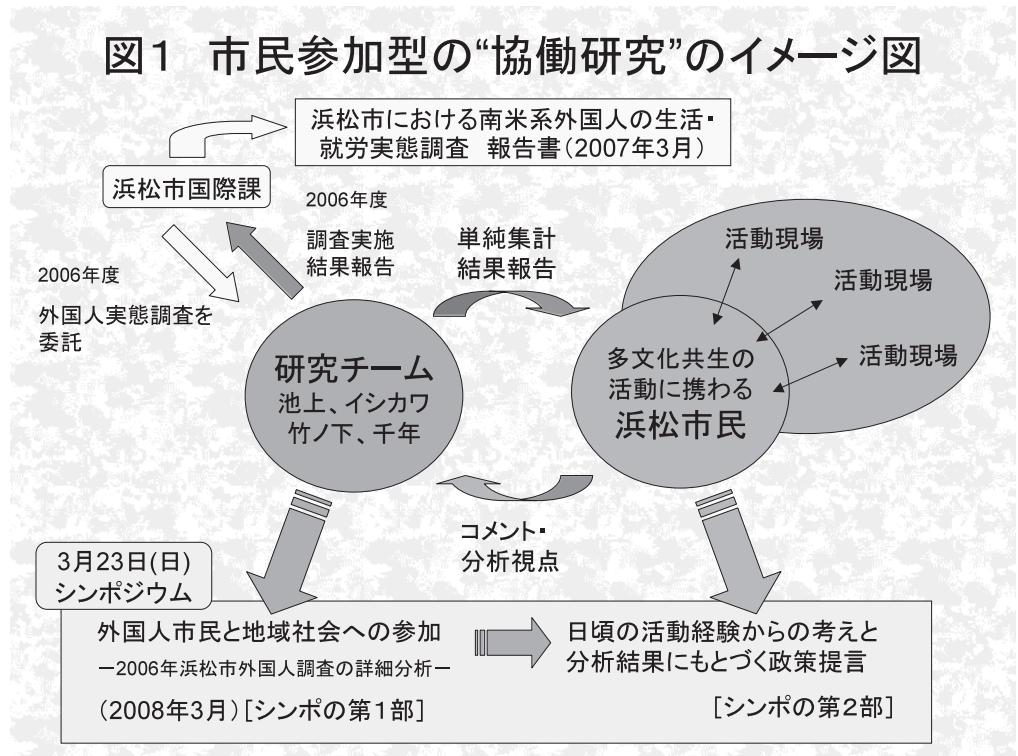 図1　市民参加型の“協働研究”のイメージ図
浜松市における南米系外国人の生活・
就労実態調査　報告書(2007年3月)
浜松市国際課
2006年度
調査実施
結果報告
2006年度
外国人実態調査を
委託
単純集計
結果報告
活動現場
活動現場
活動現場
研究チーム
池上、イシカワ
竹ノ下、千年
多文化共生の
活動に携わる
浜松市民
コメント・
分析視点
3月23日(日)
シンポジウム
外国人市民と地域社会への参加
－2006年浜松市外国人調査の詳細分析－
(2008年3月)[シンポの第1部]
日頃の活動経験からの考えと
分析結果にもとづく政策提言
[シンポの第2部]